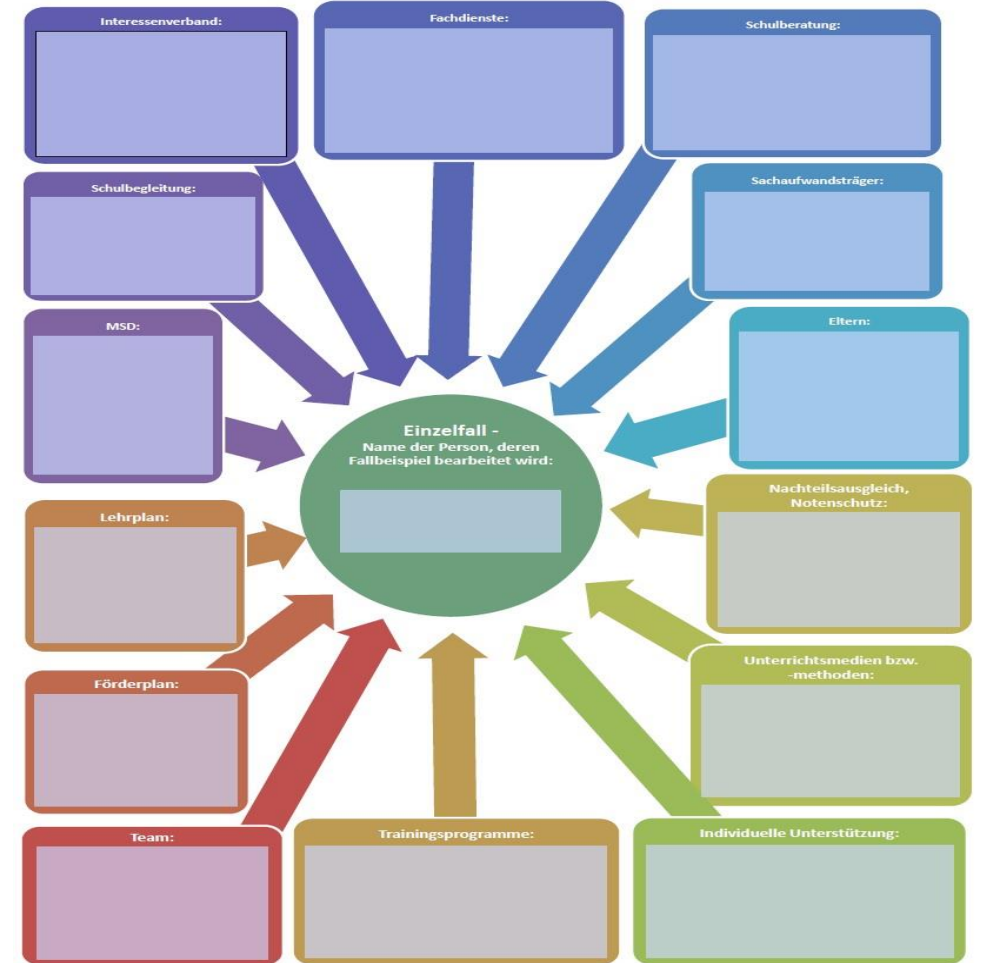 Interessenverband:
Fachdienste:
Schulberatung:
Schulbegleitung:
Sachaufwandsträger:
MSD:
Eltern:
Einzelfall -
Name der Person, deren
Fallbeispiel bearbeitet wird:
Lehrplan:
Nachteilsausgleich,
Notenschutz:
Förderplan:
Unterrichtsmedien bzw.
-methoden:
Team:
Trainingsprogramme:
Individuelle Unterstützung: